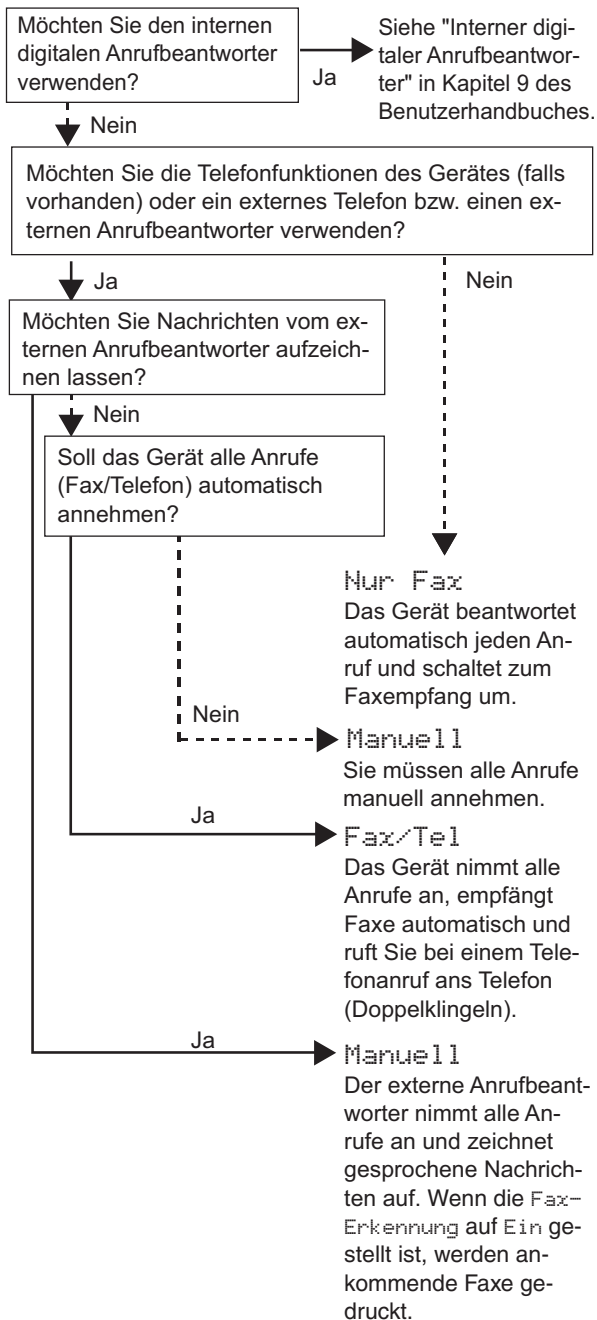 Möchten Sie den internen
digitalen Anrufbeantworter
verwenden?
Ja
Siehe "Interner digi-
taler Anrufbeantwor-
ter" in Kapitel 9 des
Benutzerhandbuches.
Nein
Möchten Sie die Telefonfunktionen des Gerätes (falls
vorhanden) oder ein externes Telefon bzw. einen ex-
ternen Anrufbeantworter verwenden?
Ja
Nein
Möchten Sie Nachrichten vom ex-
ternen Anrufbeantworter aufzeich-
nen lassen?
Nein
Soll das Gerät alle Anrufe
(Fax/Telefon) automatisch
annehmen?
Nur Fax
Das Gerät beantwortet
automatisch jeden An-
ruf und schaltet zum
Faxempfang um.
Nein
Manuell
Sie müssen alle Anrufe
manuell annehmen.
Ja
Fax/Tel
Das Gerät nimmt alle
Anrufe an, empfängt
Faxe automatisch und
ruft Sie bei einem Tele-
fonanruf ans Telefon
(Doppelklingeln).
Ja
Manuell
Der externe Anrufbeant-
worter nimmt alle An-
rufe an und zeichnet
gesprochene Nachrich-
ten auf. Wenn die Fax-
Erkennung auf Ein ge-
stellt ist, werden an-
kommende Faxe ge-
druckt.